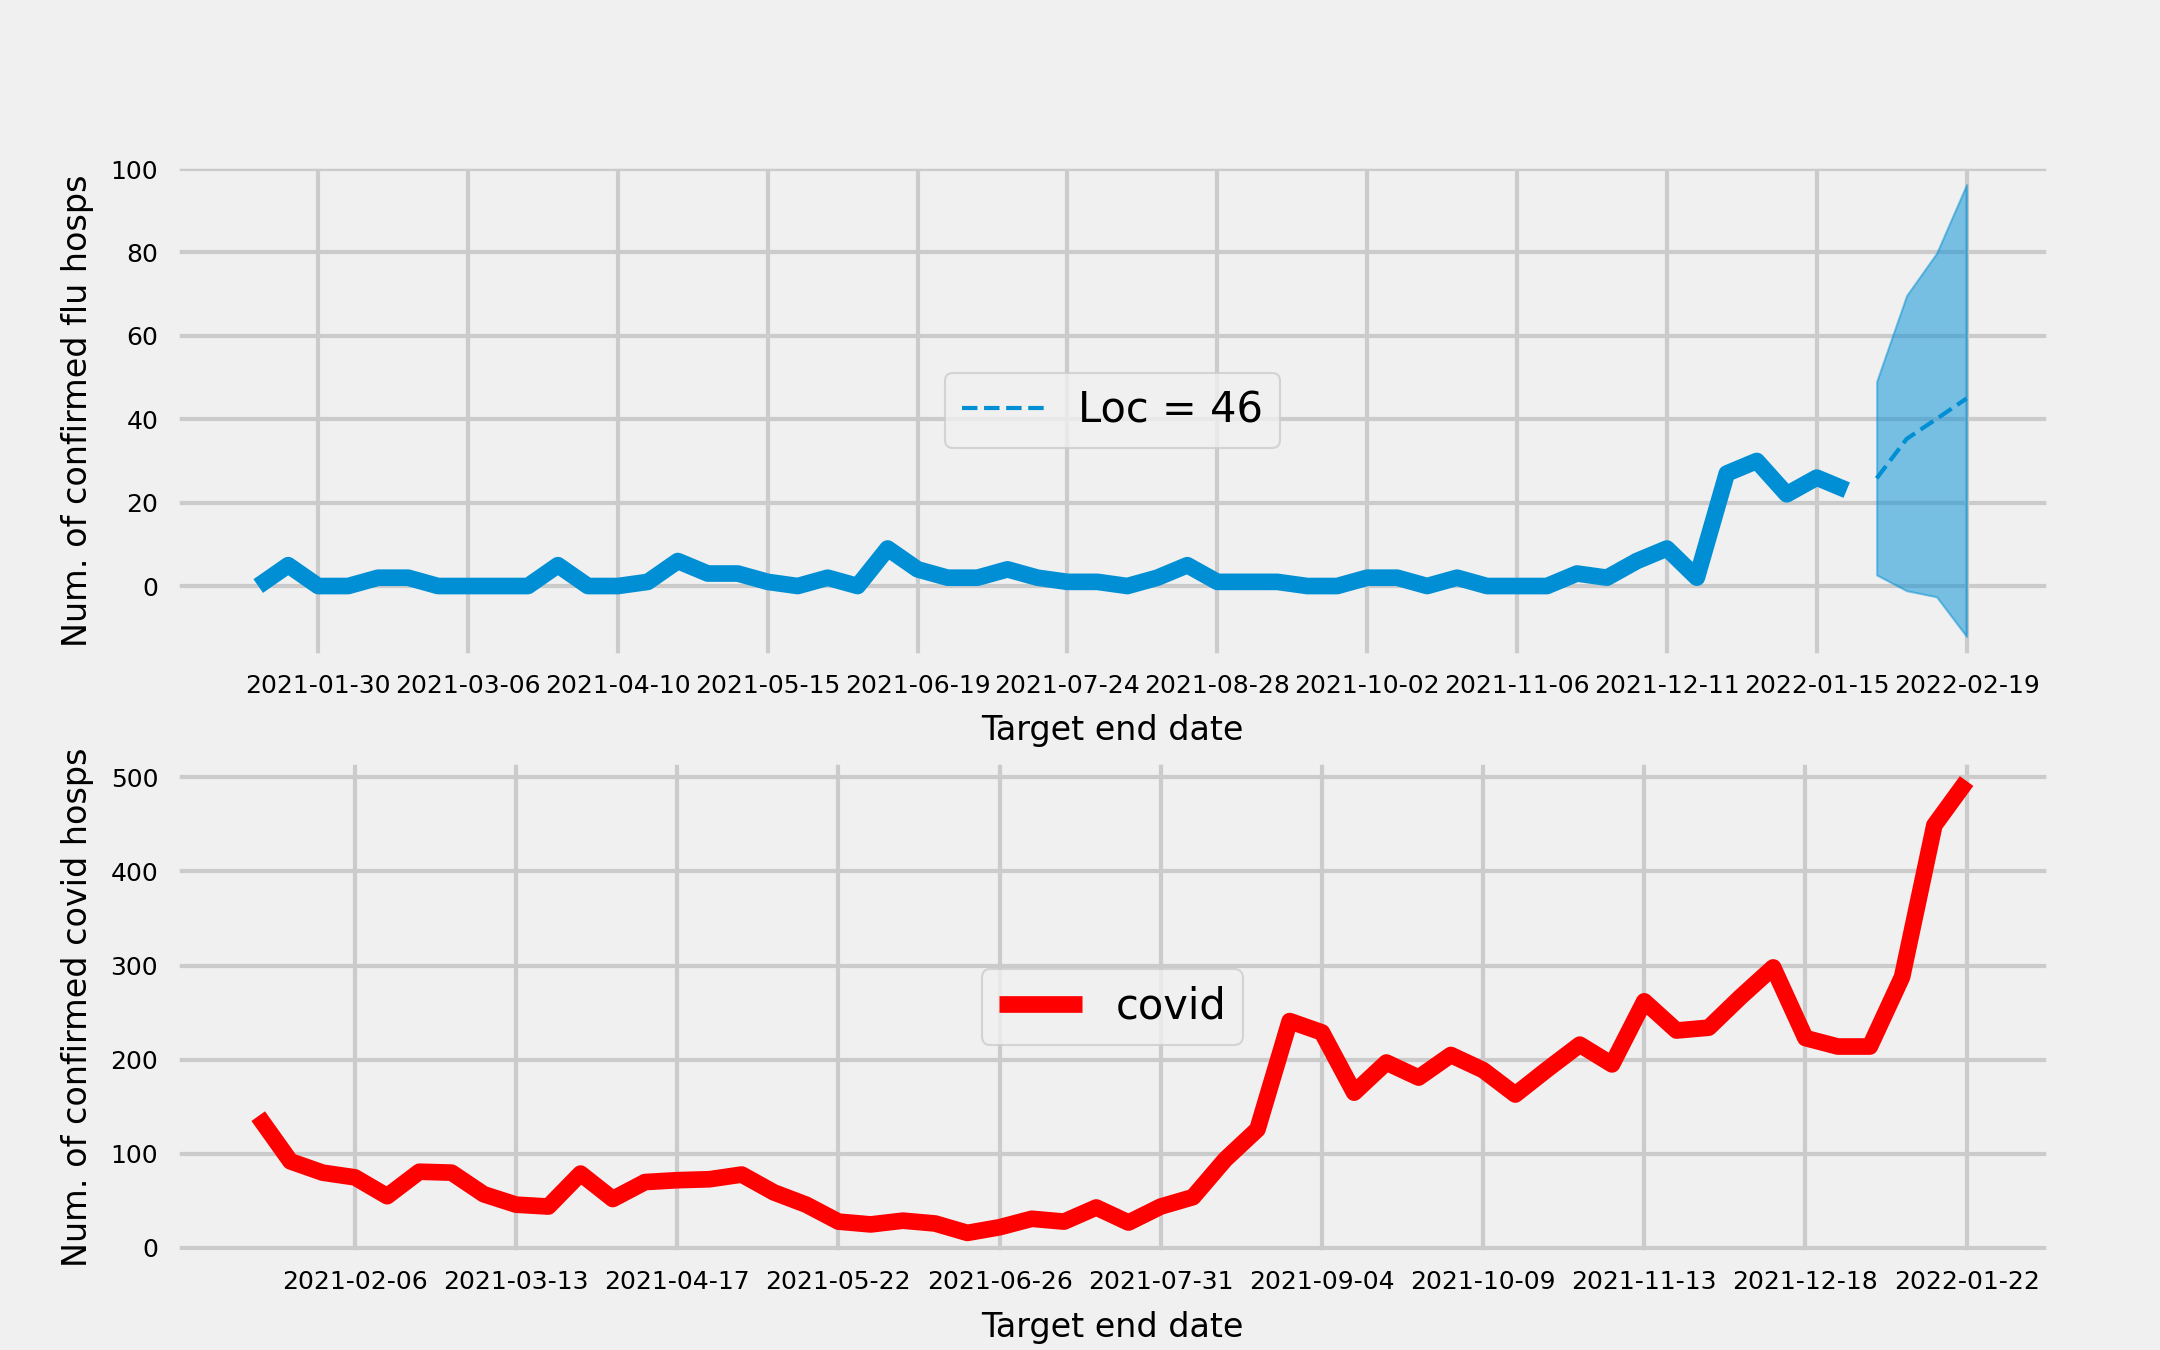 Num. of confirmed flu hosps
100
80
60
40
20
0
Loc = 46
2021-01-30 2021-03-06 2021-04-10 2021-05-15 2021-06-19 2021-07-24 2021-08-28 2021-10-02 2021-11-06 2021-12-11 2022-01-15 2022-02-19
Target end date
Num. of confirmed covid hosps
500
400
300
200
100
0
covid
2021-02-06 2021-03-13 2021-04-17 2021-05-22 2021-06-26 2021-07-31 2021-09-04 2021-10-09 2021-11-13 2021-12-18 2022-01-22
Target end date